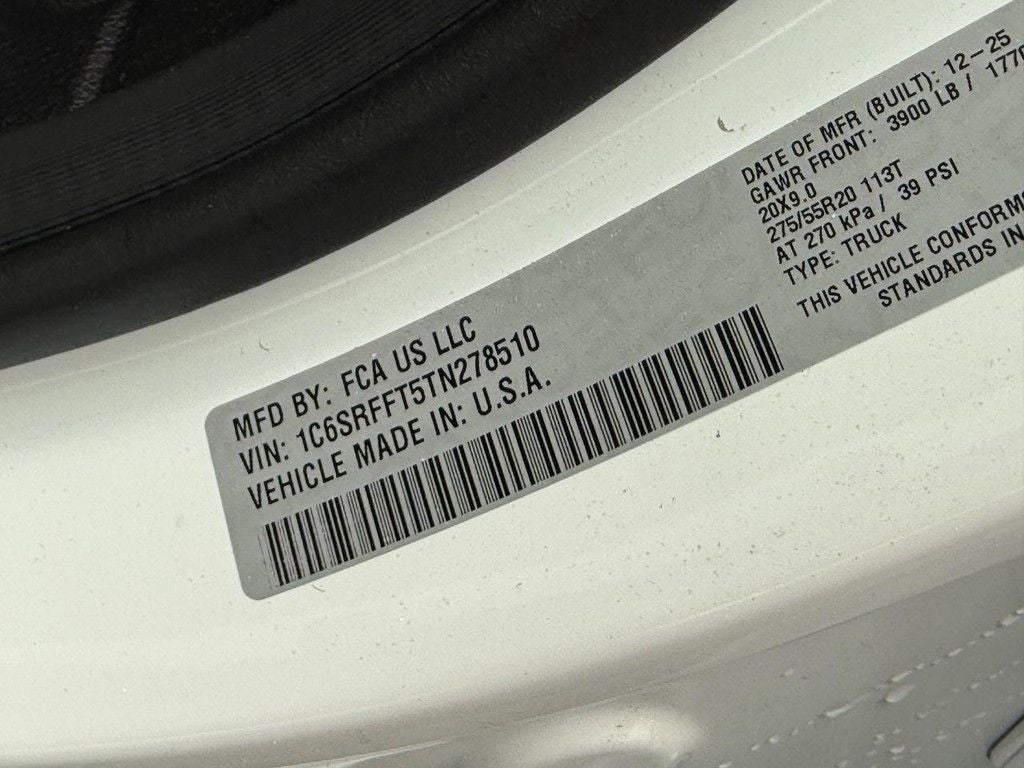 MFD BY: FCA US LLC
VIN: 1C6SRFFT5TN278510
VEHICLE MADE IN: U.S.A.
DATE OF MFR (BUILT): 12-25
GAWR FRONT: 3900 LB / 1770
20X9.0
275/55R20 113T
AT 270 kPa / 39 PSI
TYPE: TRUCK
THIS VEHICLE CONFORM
STANDARDS IN